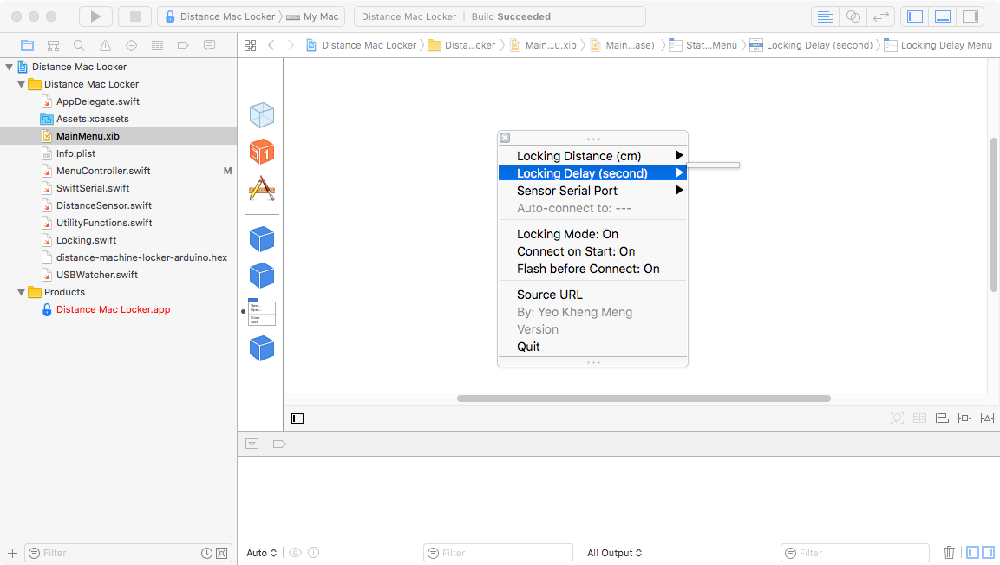 Distance Mac Locker 〉 My Mac
Distance Mac Locker | Build Succeeded
Distance Mac Locker 〉 Dista...cker 〉 Main...u.xib 〉 Main...ase) 〉 Stat...Menu 〉 Locking Delay (second) 〉 Locking Delay Menu
Distance Mac Locker
Distance Mac Locker
AppDelegate.swift
Assets.xcassets
MainMenu.xib
Info.plist
MenuController.swift M
SwiftSerial.swift
DistanceSensor.swift
UtilityFunctions.swift
Locking.swift
distance-machine-locker-arduino.hex
USBWatcher.swift
Products
Distance Mac Locker.app
1
New...
Open...
Close
Save
Locking Distance (cm)
Locking Delay (second)
Sensor Serial Port
Auto-connect to: ---
Locking Mode: On
Connect on Start: On
Flash before Connect: On
Source URL
By: Yeo Kheng Meng
Version
Quit
Filter
Auto
Filter
All Output
Filter